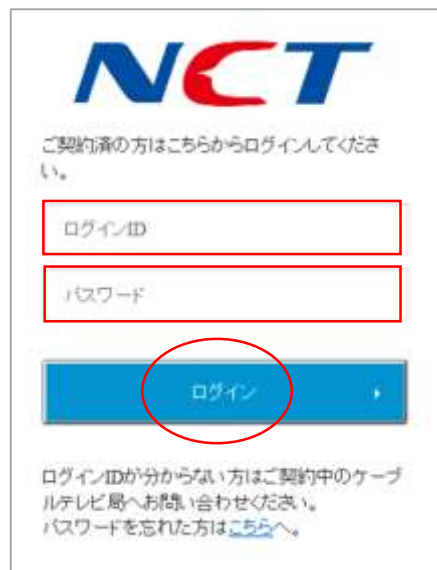 NCT
ご契約済の方はこちらからログインしてくださ
い。
ログインID
パスワード
ログイン
ログインIDが分からない方はご契約中のケーブ
ルテレビ局へお問い合わせください。
パスワードを忘れた方はこちらへ。